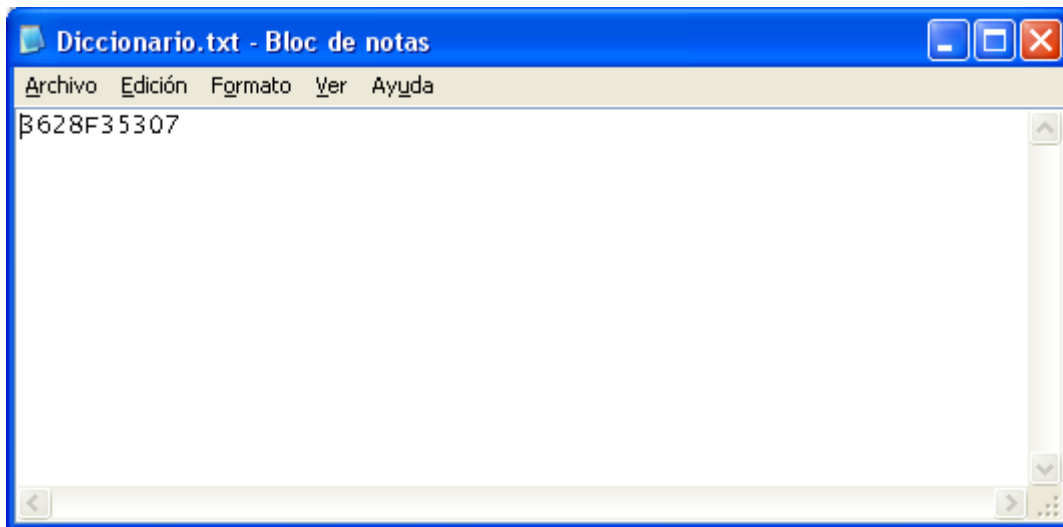 Diccionario.txt - Bloc de notas
Archivo Edición Formato Ver Ayuda
3628F35307